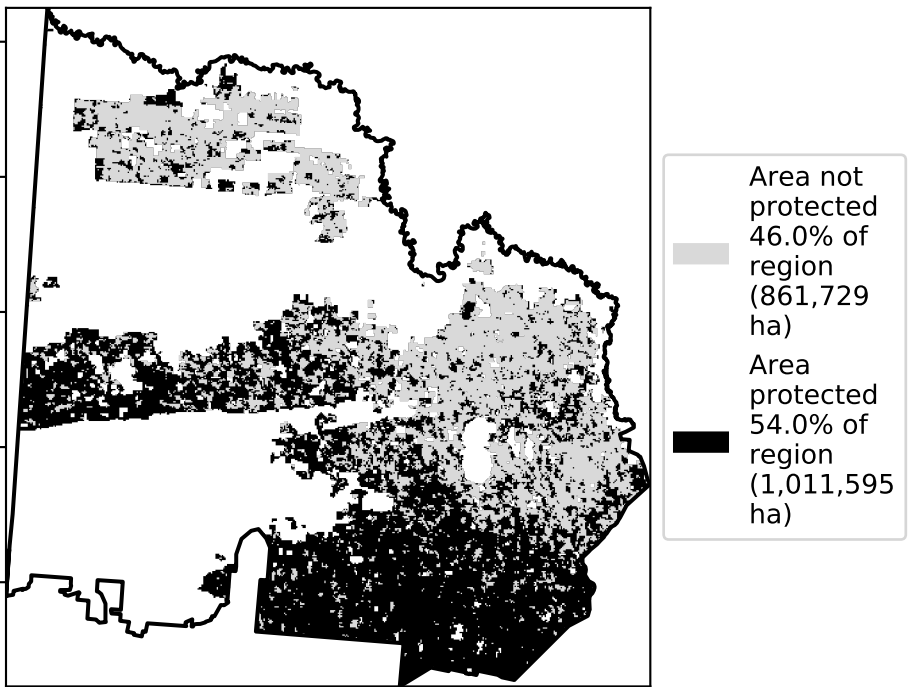 Area not
protected
46.0% of
region
(861,729
ha)
Area
protected
54.0% of
region
(1,011,595
ha)